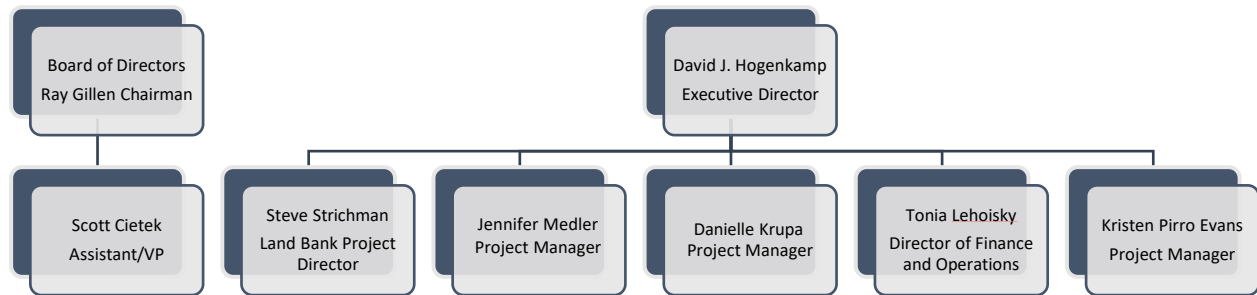 Board of Directors
Ray Gillen Chairman
David J. Hogenkamp
Executive Director
Scott Cietek
Assistant/VP
Steve Strichman
Land Bank Project
Director
Jennifer Medler
Project Manager
Danielle Krupa
Project Manager
Tonia Lehoisky
Director of Finance
and Operations
Kristen Pirro Evans
Project Manager